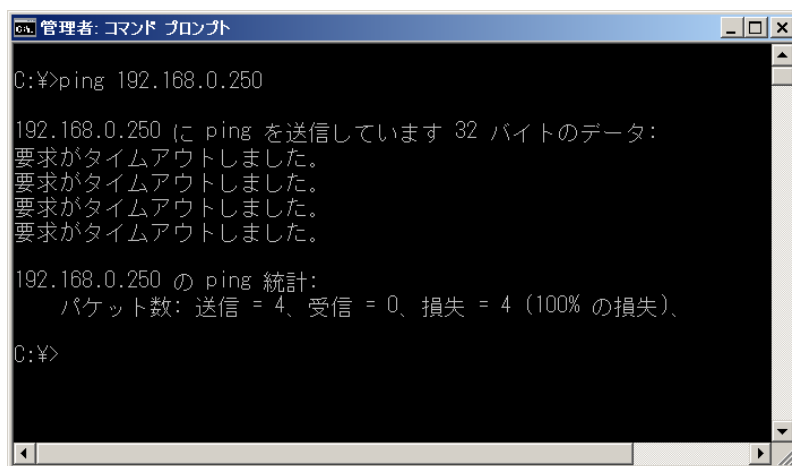 管理者: コマンド プロンプト
C:¥>ping 192.168.0.250
192.168.0.250 に ping を送信しています 32 バイトのデータ:
要求がタイムアウトしました。
要求がタイムアウトしました。
要求がタイムアウトしました。
要求がタイムアウトしました。
192.168.0.250 の ping 統計:
パケット数: 送信 = 4、受信 = 0、損失 = 4 (100% の損失)、
C:¥>